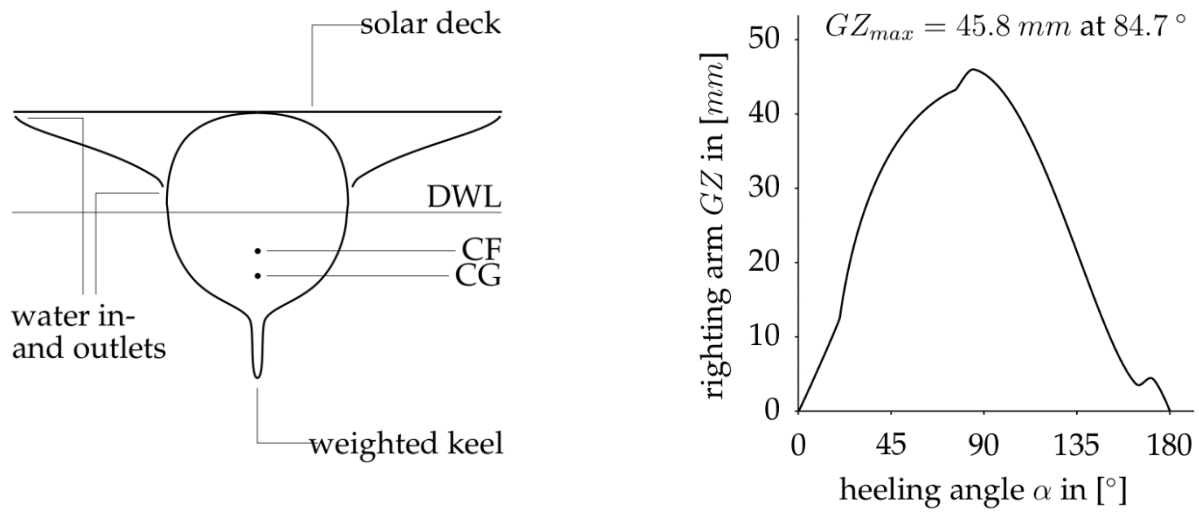 solar deck
DWL
CF
CG
water in-
and outlets
weighted keel
GZmax = 45.8 mm at 84.7 °
righting arm GZ in [mm]
50
40
30
20
10
0
0 45 90 135 180
heeling angle α in [°]